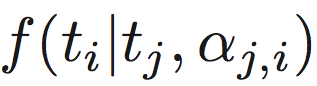 f(t_i|t_j, α_{j,i})